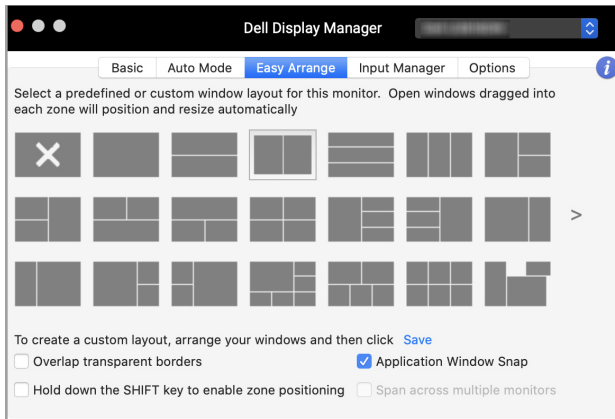 Dell Display Manager
Basic Auto Mode Easy Arrange Input Manager Options
Select a predefined or custom window layout for this monitor. Open windows dragged into
each zone will position and resize automatically
>
To create a custom layout, arrange your windows and then click Save
Overlap transparent borders Application Window Snap
Hold down the SHIFT key to enable zone positioning Span across multiple monitors